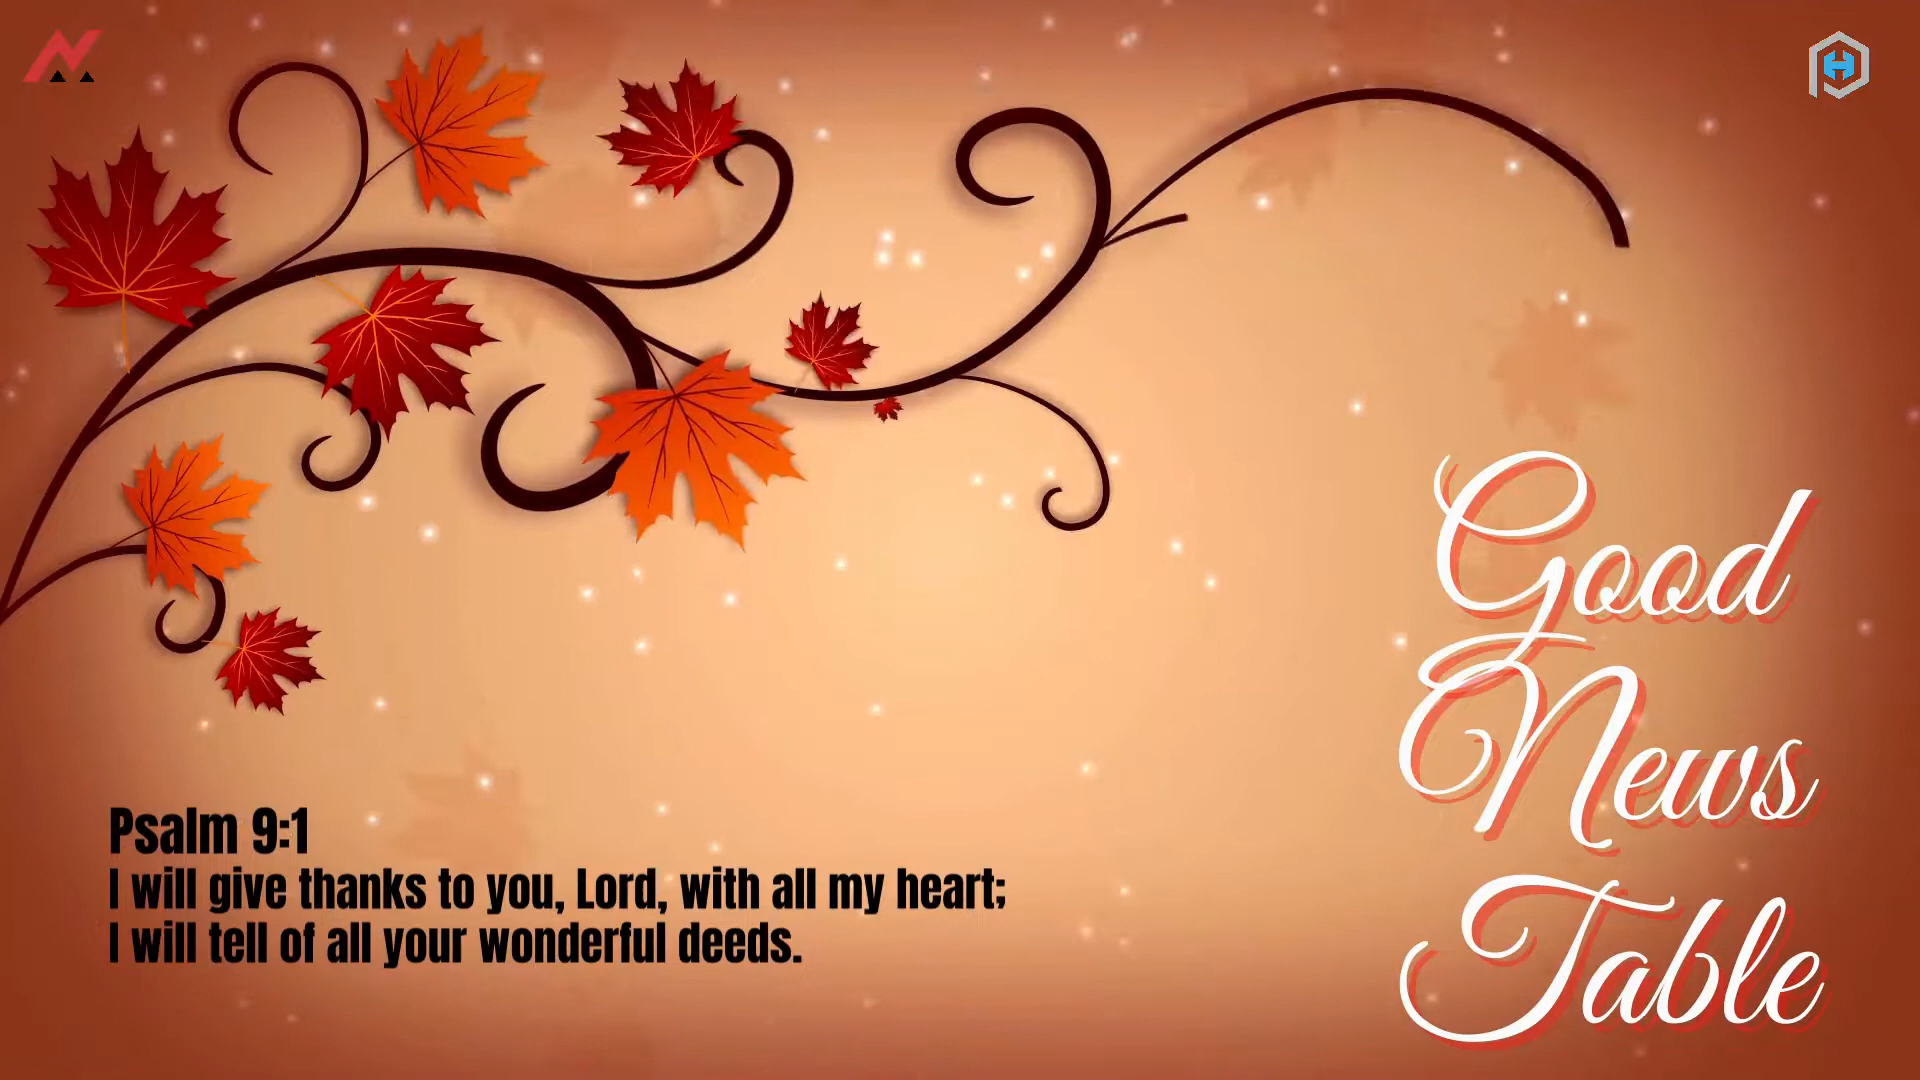 Psalm 9:1
I will give thanks to you, Lord, with all my heart;
I will tell of all your wonderful deeds.
Good
News
Table